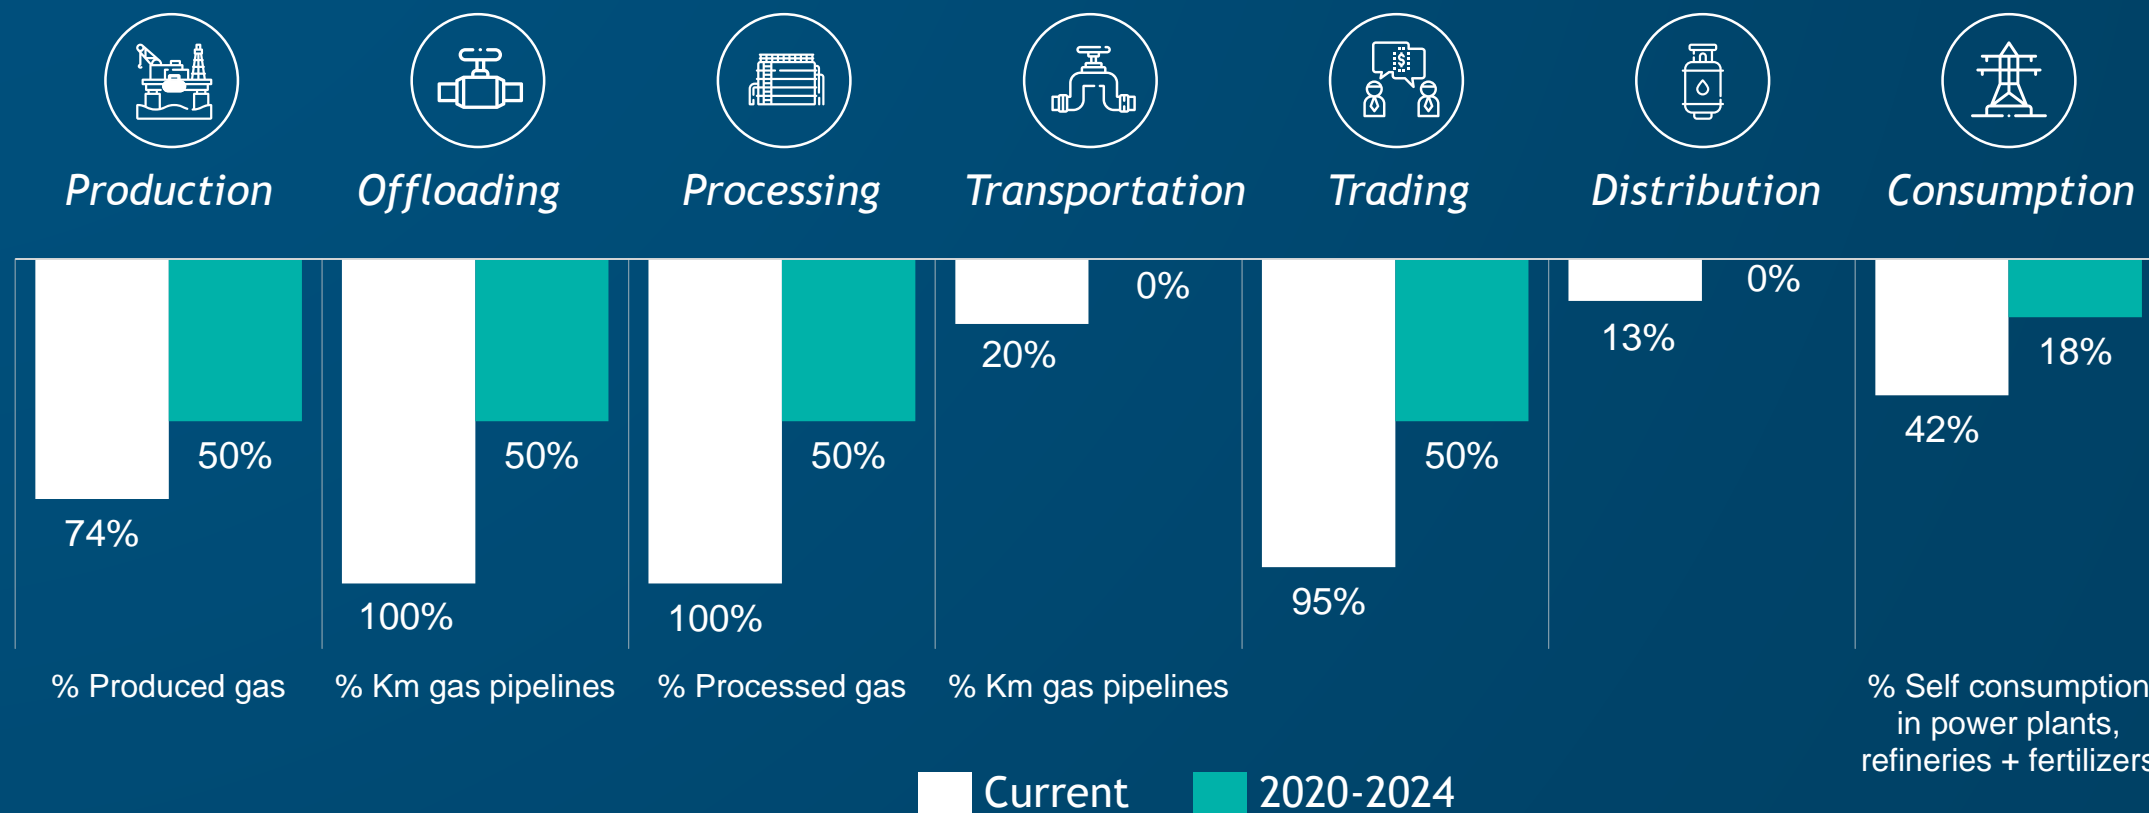 Production
Offloading
Processing
Transportation
Trading
Distribution
Consumption
$
74%
50%
100%
50%
100%
50%
20%
0%
95%
50%
13%
0%
42%
18%
% Produced gas
% Km gas pipelines
% Processed gas
% Km gas pipelines
% Self consumption
in power plants,
refineries + fertilizers
Current
2020-2024